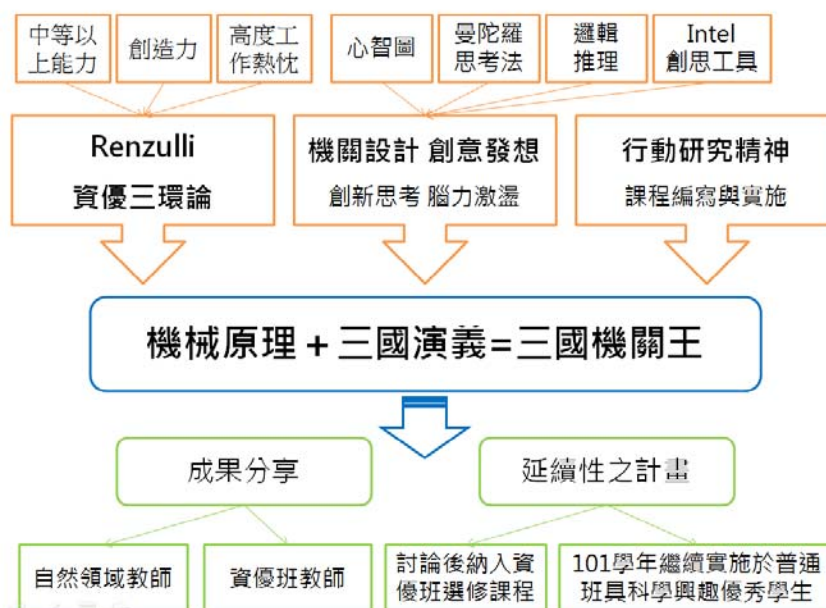 中等以
上能力
創造力
高度工
作熱忱
心智圖
曼陀羅
思考法
邏輯
推理
Intel
創思工具
Renzulli
資優三環論
機關設計 創意發想
創新思考 腦力激盪
行動研究精神
課程編寫與實施
機械原理+三國演義=三國機關王
成果分享
延續性之計畫
自然領域教師
資優班教師
討論後納入資
優班選修課程
101學年繼續實施於普通
班具科學興趣優秀學生